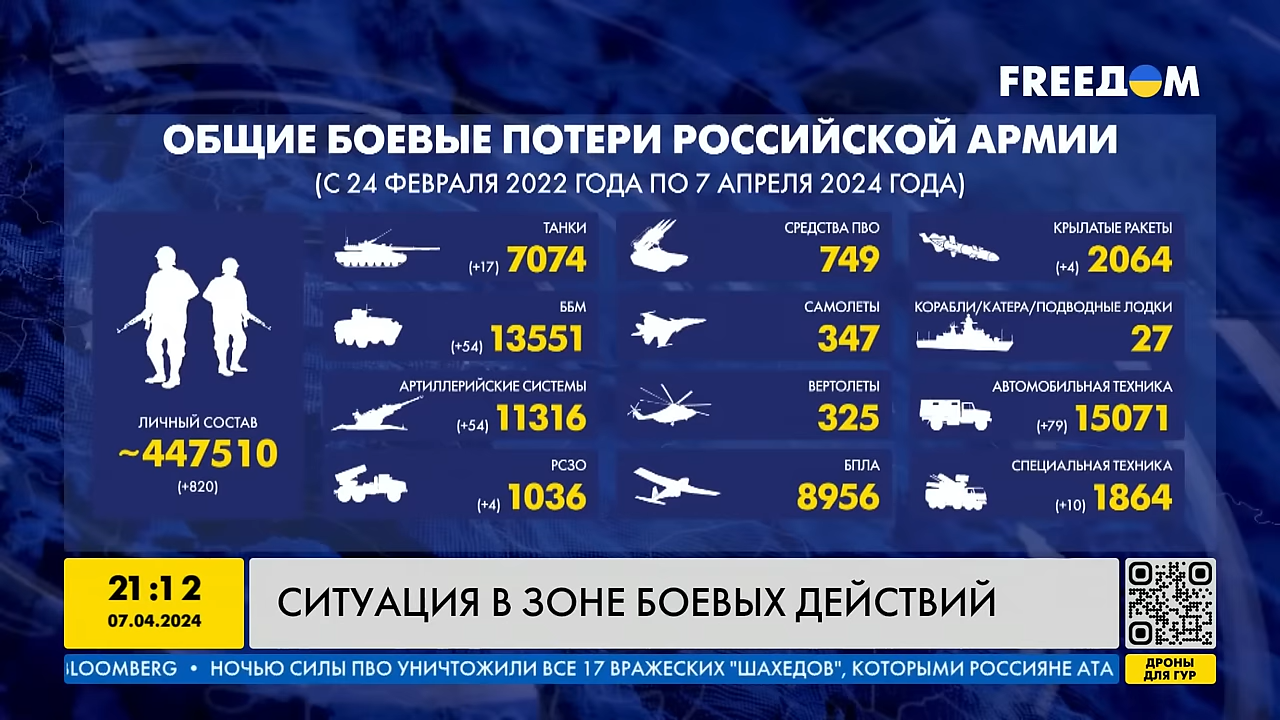 FREEДOM
ОБЩИЕ БОЕВЫЕ ПОТЕРИ РОССИЙСКОЙ АРМИИ
(С 24 ФЕВРАЛЯ 2022 ГОДА ПО 7 АПРЕЛЯ 2024 ГОДА)
ЛИЧНЫЙ СОСТАВ
~447510
(+820)
ТАНКИ
(+17) 7074
ББМ
(+54) 13551
АРТИЛЛЕРИЙСКИЕ СИСТЕМЫ
(+54) 11316
РСЗО
(+4) 1036
СРЕДСТВА ПВО
749
САМОЛЕТЫ
347
ВЕРТОЛЕТЫ
325
БПЛА
8956
КРЫЛАТЫЕ РАКЕТЫ
(+4) 2064
КОРАБЛИ/КАТЕРА/ПОДВОДНЫЕ ЛОДКИ
27
АВТОМОБИЛЬНАЯ ТЕХНИКА
(+79) 15071
СПЕЦИАЛЬНАЯ ТЕХНИКА
(+10) 1864
21:12
07.04.2024
СИТУАЦИЯ В ЗОНЕ БОЕВЫХ ДЕЙСТВИЙ
BLOOMBERG • НОЧЬЮ СИЛЫ ПВО УНИЧТОЖИЛИ ВСЕ 17 ВРАЖЕСКИХ "ШАХЕДОВ", КОТОРЫМИ РОССИЯНЕ АТА
ДРОНЫ
ДЛЯ ГУР